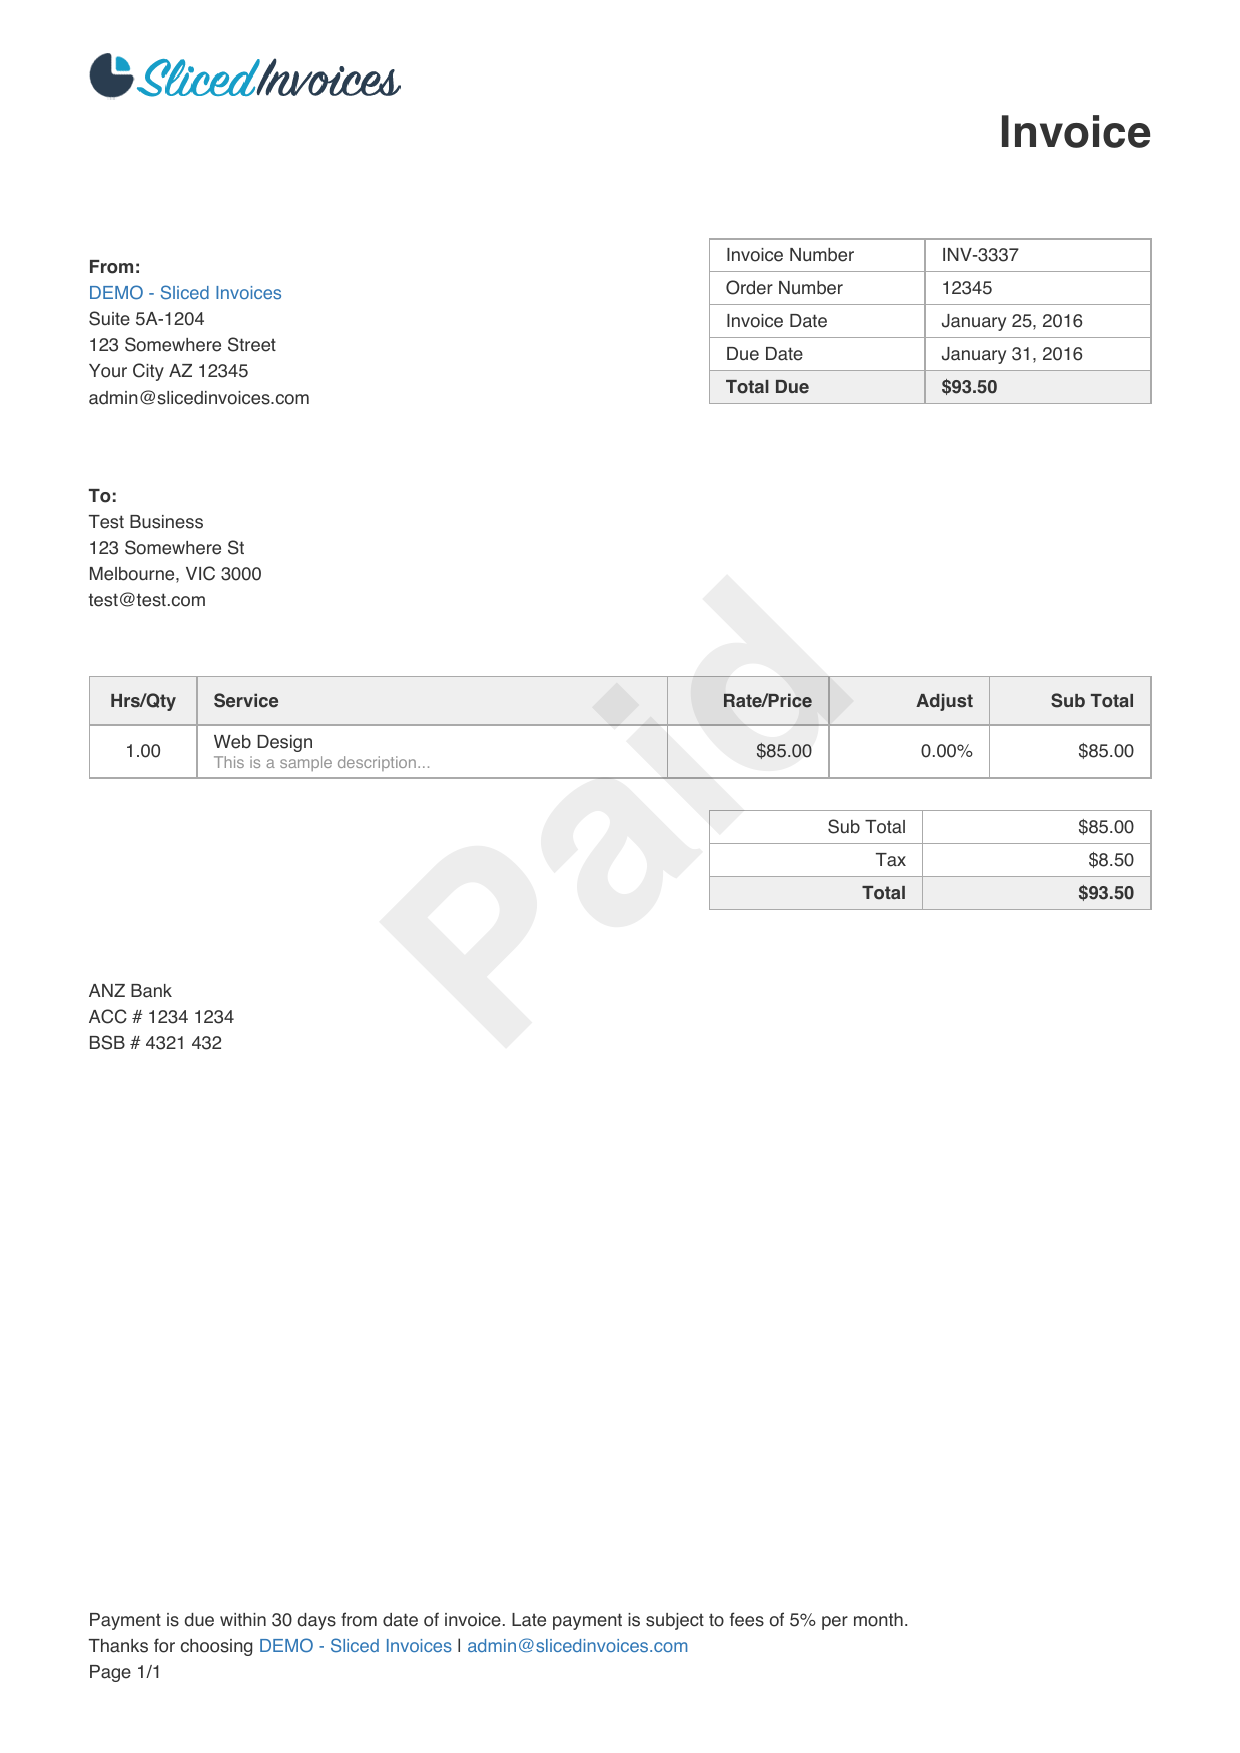 SlicedInvoices
Invoice
From:
DEMO - Sliced Invoices
Suite 5A-1204
123 Somewhere Street
Your City AZ 12345
admin@slicedinvoices.com
Invoice Number INV-3337
Order Number 12345
Invoice Date January 25, 2016
Due Date January 31, 2016
Total Due $93.50
To:
Test Business
123 Somewhere St
Melbourne, VIC 3000
test@test.com
Paid
Hrs/Qty Service Rate/Price Adjust Sub Total
1.00 Web Design $85.00 0.00% $85.00
This is a sample description...
Sub Total $85.00
Tax $8.50
Total $93.50
ANZ Bank
ACC # 1234 1234
BSB # 4321 432
Payment is due within 30 days from date of invoice. Late payment is subject to fees of 5% per month.
Thanks for choosing DEMO - Sliced Invoices | admin@slicedinvoices.com
Page 1/1